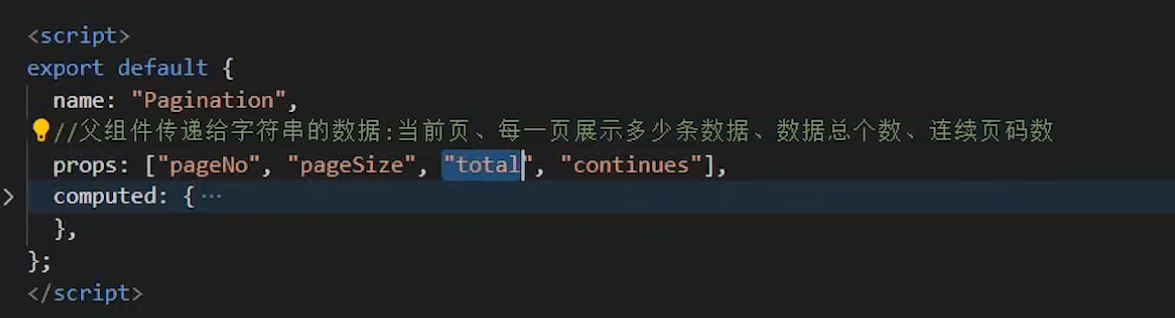 <script>
export default {
name: "Pagination",
//父组件传递给字符串的数据:当前页、每一页展示多少条数据、数据总个数、连续页码数
props: ["pageNo", "pageSize", "total", "continues"],
computed: {···
},
};
</script>